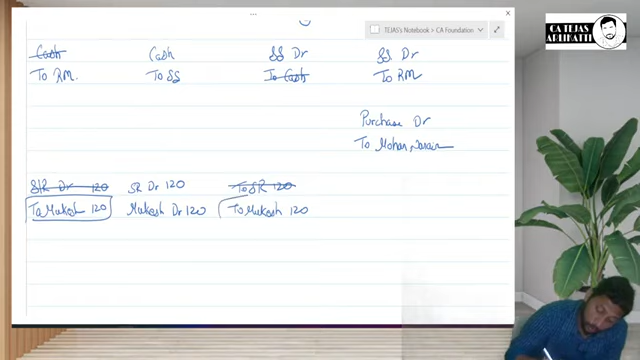 TEJAS's Notebook > CA Foundation
CA TEJAS
ARLIKATTI
Cash Cash SS Dr SS Dr
To RM. To SS To Cash To RM
Purchase Dr
To Mohan Narain
SR Dr 120 SR Dr 120 To SR 120
To Mukesh 120 Mukesh Dr 120 To Mukesh 120